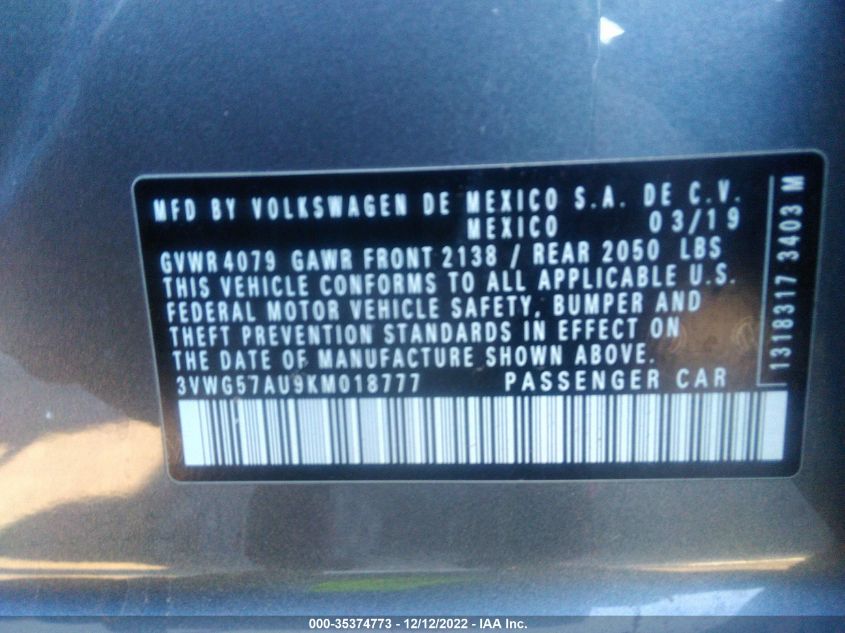 MFD BY VOLKSWAGEN DE MEXICO S.A. DE C.V.
MEXICO 03/19
GVWR 4079 GAWR FRONT 2138 / REAR 2050 LBS
THIS VEHICLE CONFORMS TO ALL APPLICABLE U.S.
FEDERAL MOTOR VEHICLE SAFETY, BUMPER AND
THEFT PREVENTION STANDARDS IN EFFECT ON
THE DATE OF MANUFACTURE SHOWN ABOVE.
3VWG57AU9KM018777 PASSENGER CAR
1318317 3403 M
000-35374773 - 12/12/2022 - IAA Inc.